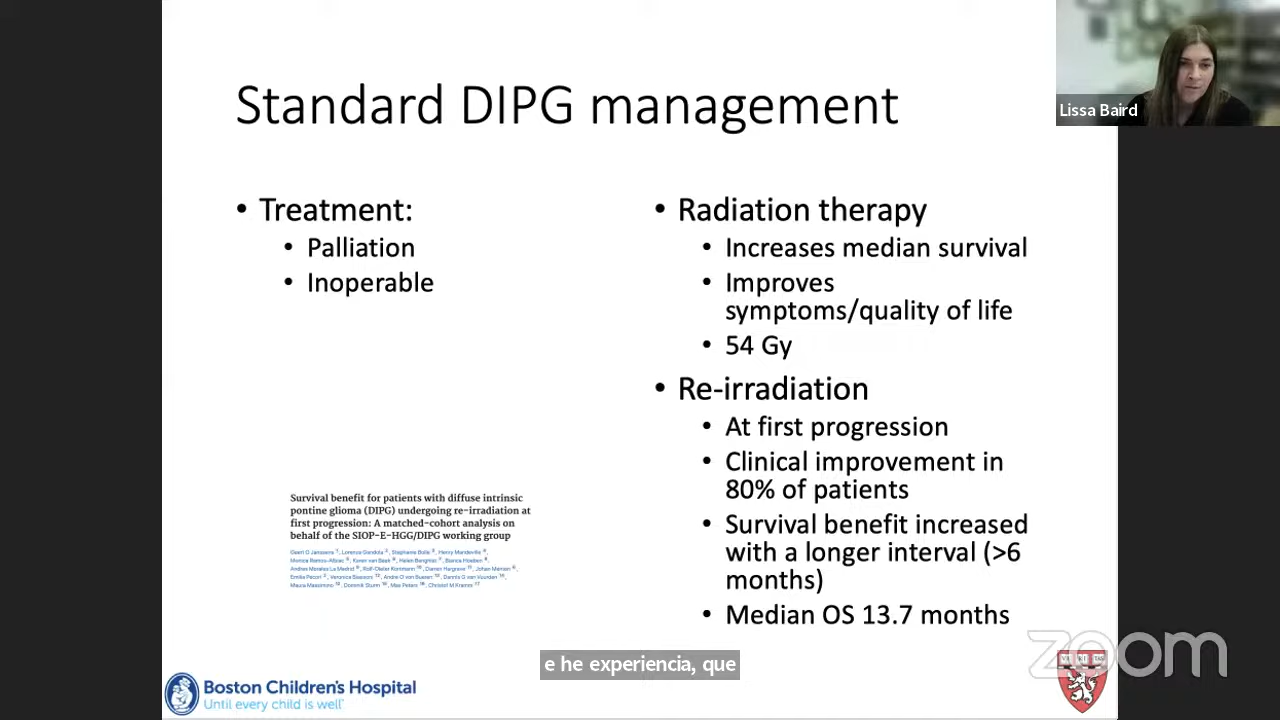 Standard DIPG management
Lissa Baird
• Treatment:
• Palliation
• Inoperable
• Radiation therapy
• Increases median survival
• Improves
symptoms/quality of life
• 54 Gy
• Re-irradiation
• At first progression
• Clinical improvement in
80% of patients
• Survival benefit increased
with a longer interval (>6
months)
• Median OS 13.7 months
Survival benefit for patients with diffuse intrinsic
pontine glioma (DIPG) undergoing re-irradiation at
first progression: A matched-cohort analysis on
behalf of the SIOP-E-HGG/DIPG working group
e he experiencia, que
Boston Children's Hospital
Until every child is well
zoom